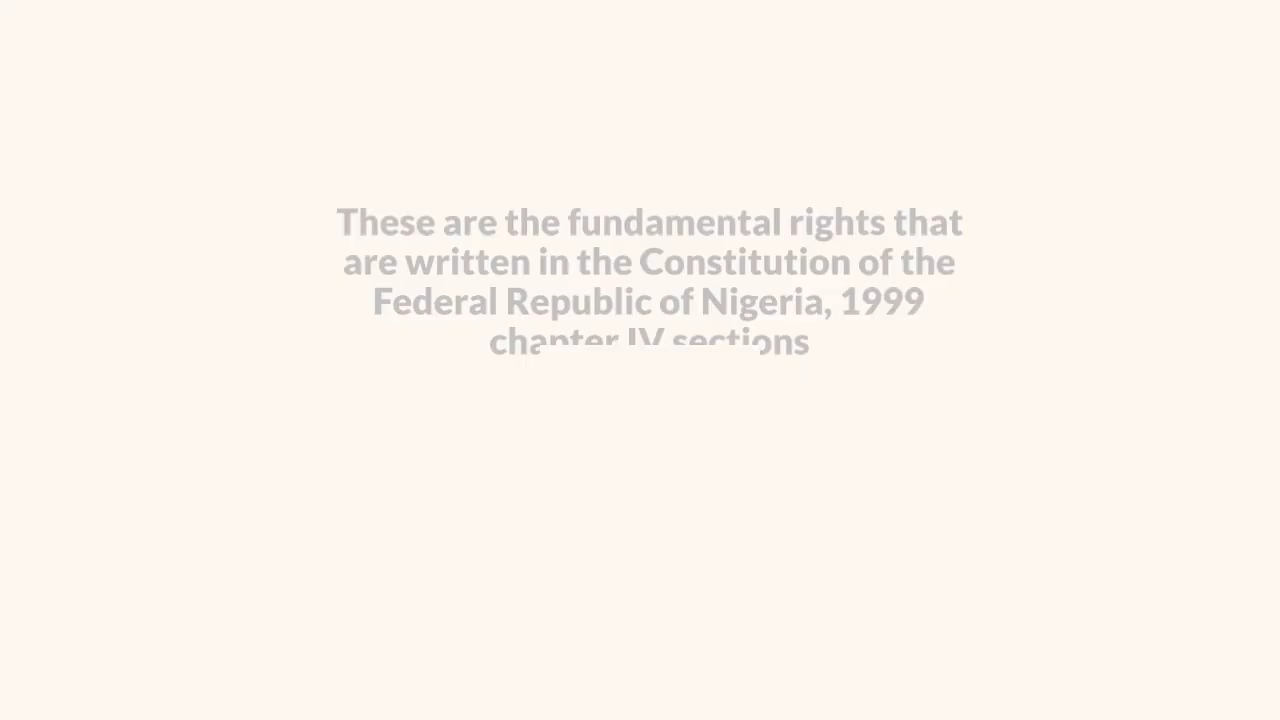 These are the fundamental rights that
are written in the Constitution of the
Federal Republic of Nigeria, 1999
chapter IV sections